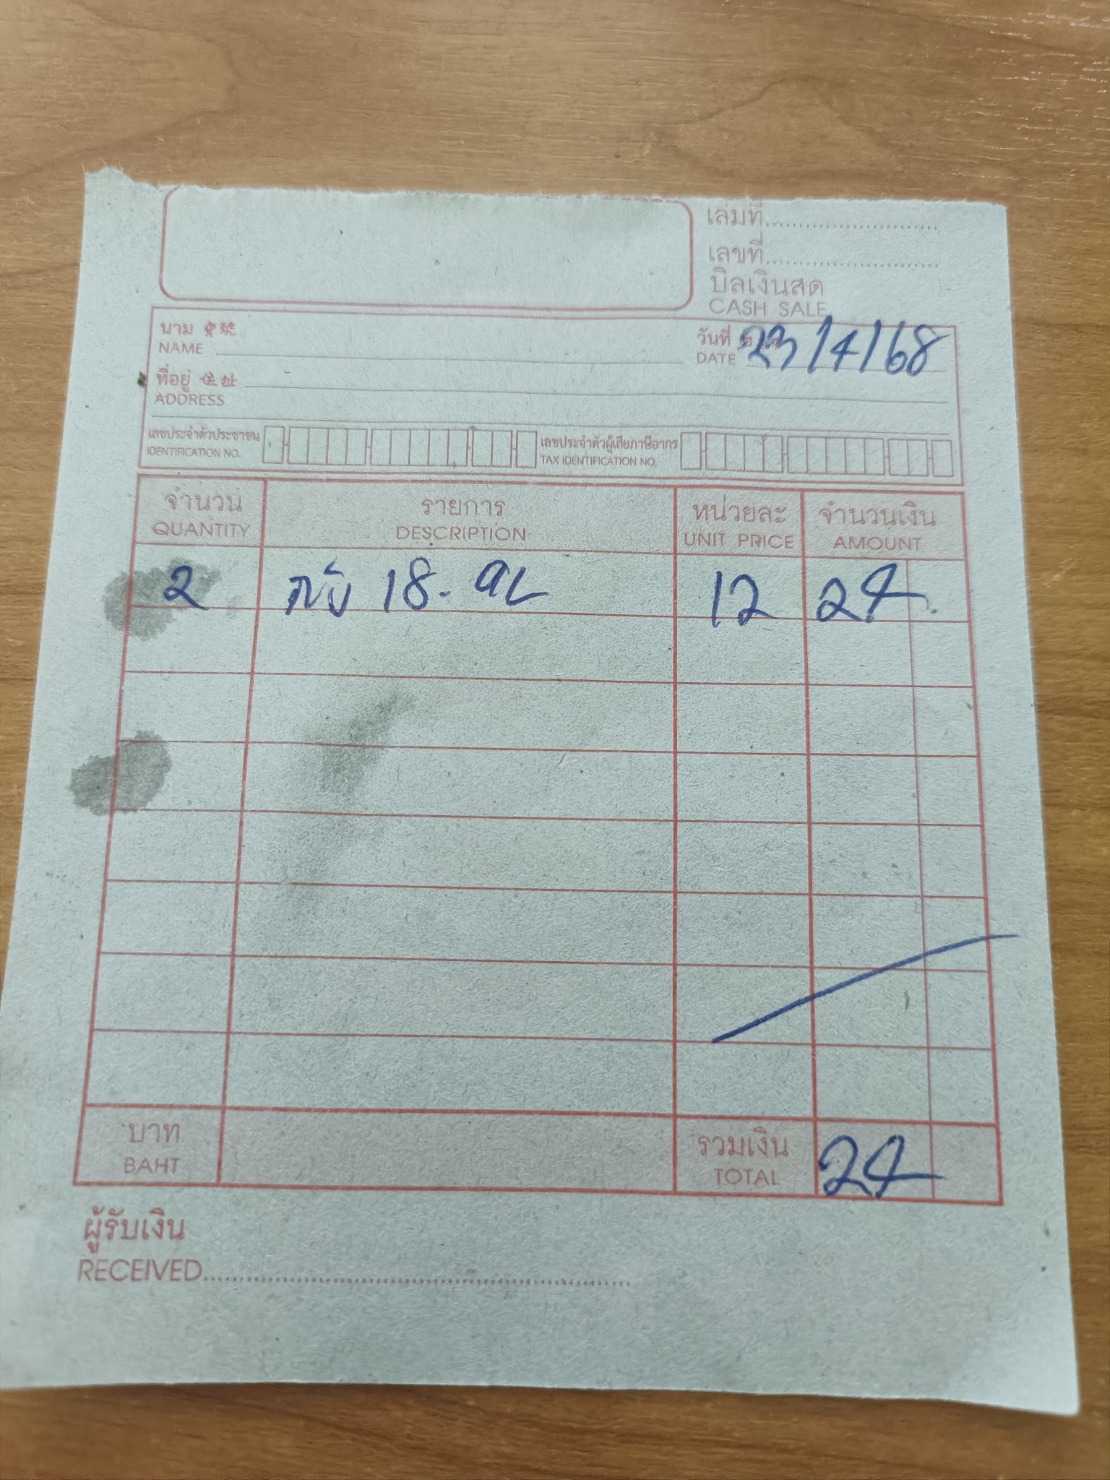 เล่มที่
เลขที่
บิลเงินสด
CASH SALE
นาม
NAME
วันที่ 23/4/68
DATE
ที่อยู่ 住址
ADDRESS
เลขประจำตัวประชาชน
IDENTIFICATION NO.
เลขประจำตัวผู้เสียภาษีอากร
TAX IDENTIFICATION NO.
จำนวน รายการ หน่วยละ จำนวนเงิน
QUANTITY DESCRIPTION UNIT PRICE AMOUNT
2 18- 12 24
บาท รวมเงิน 24
BAHT TOTAL
ผู้รับเงิน
RECEIVED